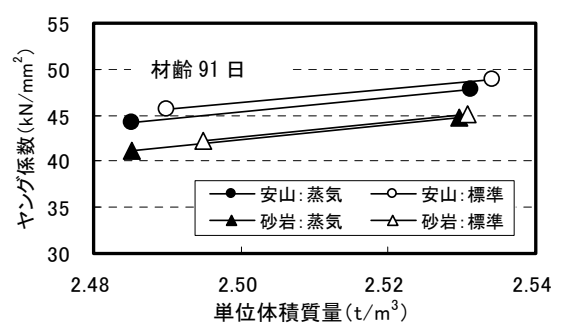 55
50
45
40
35
30
ヤング係数(kN/mm²)
材齢91日
安山:蒸気
安山:標準
砂岩:蒸気
砂岩:標準
2.48
2.50
2.52
2.54
単位体積質量(t/m³)